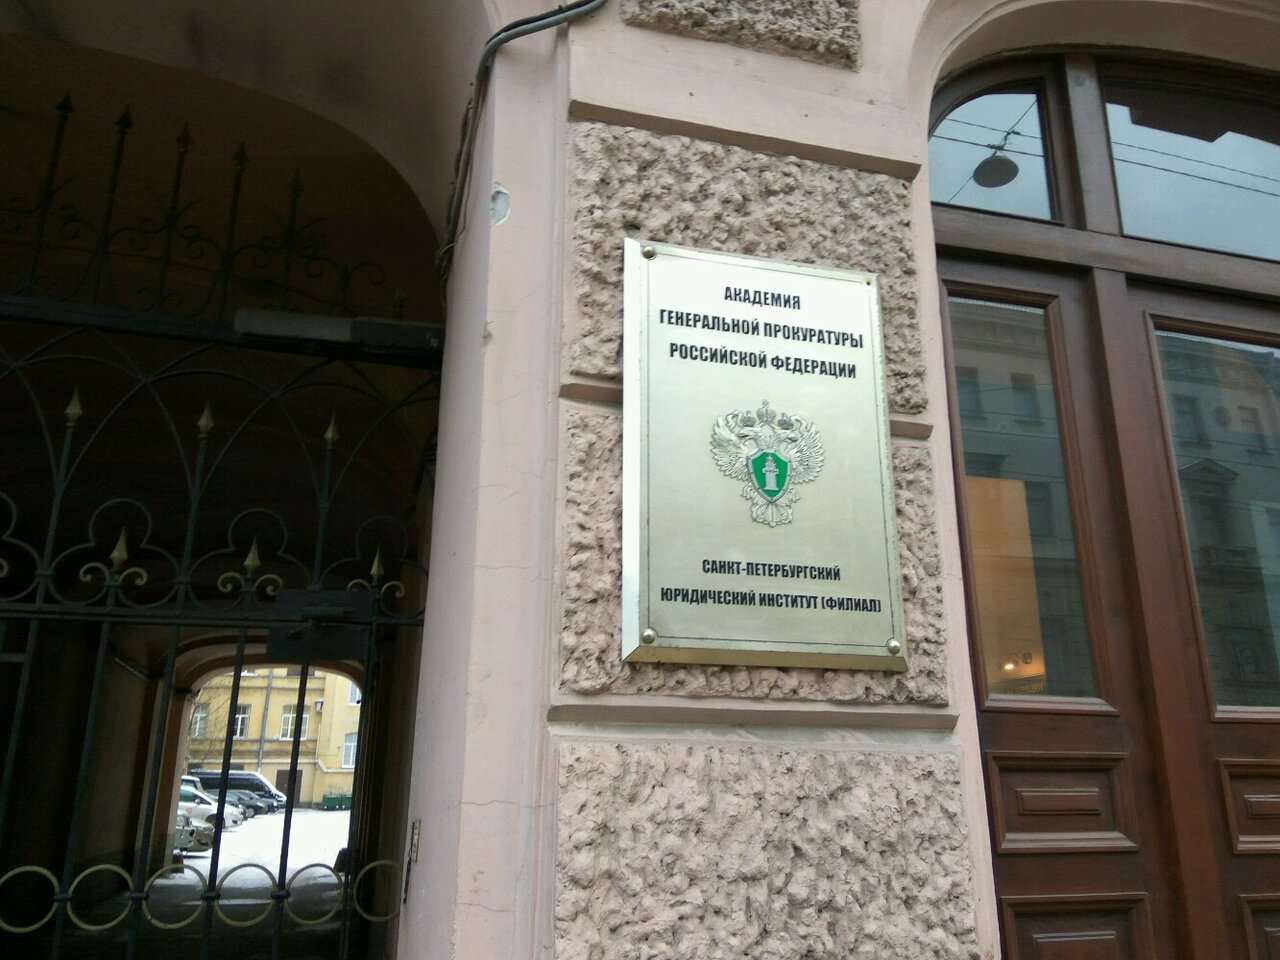 АКАДЕМИЯ
ГЕНЕРАЛЬНОЙ ПРОКУРАТУРЫ
РОССИЙСКОЙ ФЕДЕРАЦИИ
САНКТ-ПЕТЕРБУРГСКИЙ
ЮРИДИЧЕСКИЙ ИНСТИТУТ (ФИЛИАЛ)